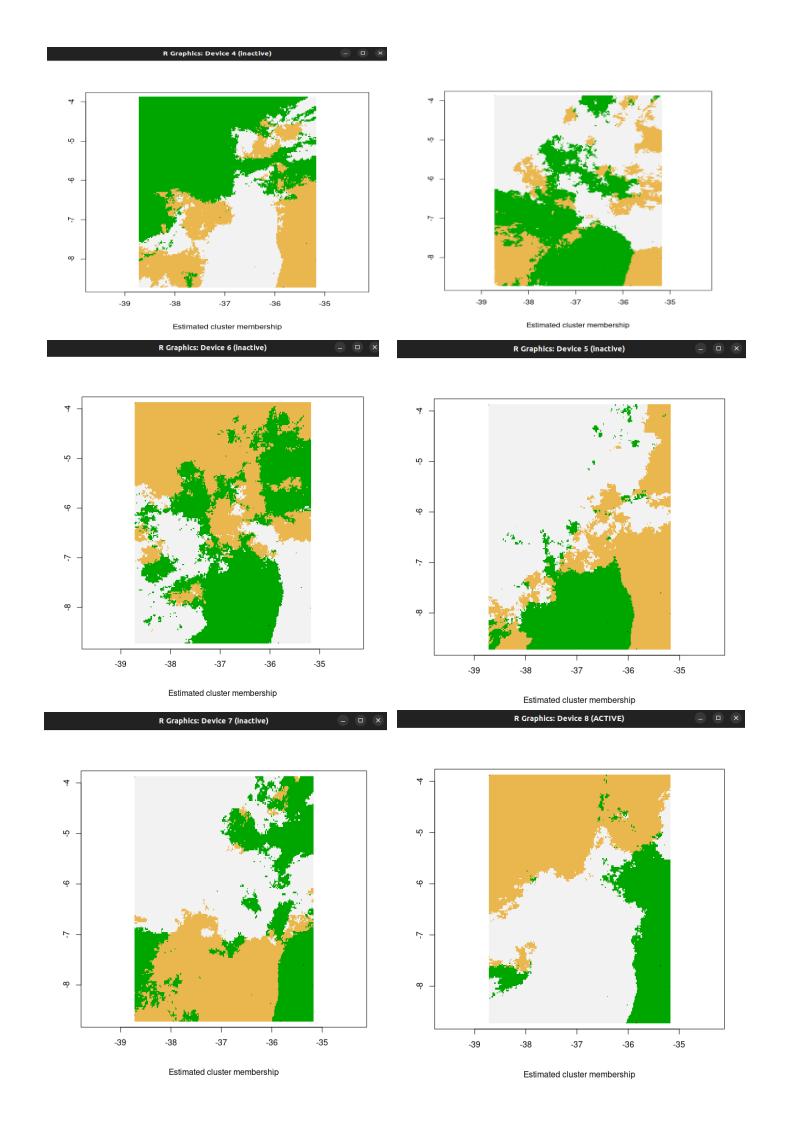 R Graphics: Device 4 (inactive)
-4
-5
-6
-7
-8
-39 -38 -37 -36 -35
Estimated cluster membership
-4
-5
-6
-7
-8
-39 -38 -37 -36 -35
Estimated cluster membership
R Graphics: Device 6 (inactive)
-4
-5
-6
-7
-8
-39 -38 -37 -36 -35
Estimated cluster membership
R Graphics: Device 5 (inactive)
-4
-5
-6
-7
-8
-39 -38 -37 -36 -35
Estimated cluster membership
R Graphics: Device 7 (inactive)
-4
-5
-6
-7
-8
-39 -38 -37 -36 -35
Estimated cluster membership
R Graphics: Device 8 (ACTIVE)
-4
-5
-6
-7
-8
-39 -38 -37 -36 -35
Estimated cluster membership